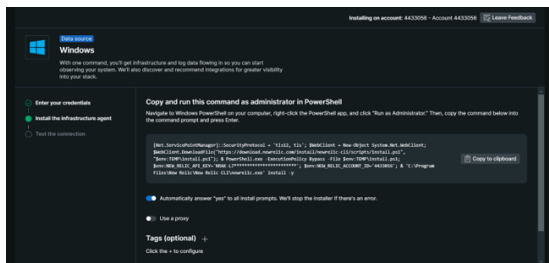 Installing on account: 4433056 - Account 4433056
Leave Feedback
Data source
Windows
With one command, you'll get infrastructure and log data flowing in so you can start
observing your system. We'll also discover and recommend integrations for greater visibility
into your stack.
Enter your credentials
Install the infrastructure agent
Test the connection
Copy and run this command as administrator in PowerShell
Navigate to Windows PowerShell on your computer, right-click the PowerShell app, and click "Run as Administrator." Then, copy the command below into
the command prompt and press Enter.
[Net.ServicePointManager]::SecurityProtocol = 'tls12, tls'; $WebClient = New-Object System.Net.WebClient;
$WebClient.DownloadFile("https://download.newrelic.com/install/newrelic-cli/scripts/install.ps1",
"$env:TEMP\install.ps1"); & PowerShell.exe -ExecutionPolicy Bypass -File $env:TEMP\install.ps1;
$env:NEW_RELIC_ACCOUNT_ID='4433056'; & 'C:\Program
Files\New Relic\New Relic CLI\newrelic.exe' install -y
Copy to clipboard
Automatically answer "yes" to all install prompts. We'll stop the installer if there's an error.
Use a proxy
Tags (optional) +
Click the + to configure